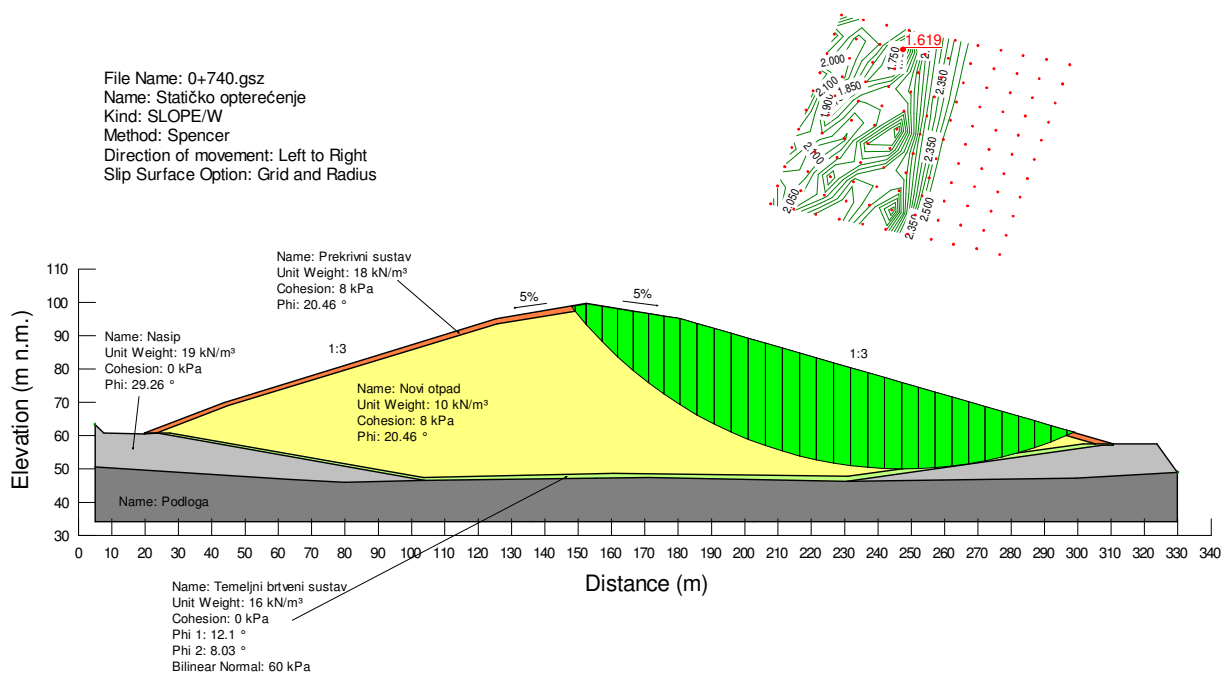 File Name: 0+740.gsz
Name: Statičko opterećenje
Kind: SLOPE/W
Method: Spencer
Direction of movement: Left to Right
Slip Surface Option: Grid and Radius
1.619
2.000
1.750
2.350
2.100
1.850
1.900
2.100
2.350
2.050
2.500
2.350
Name: Prekrivni sustav
Unit Weight: 18 kN/m³
Cohesion: 8 kPa
Phi: 20.46 °
5%
5%
Name: Nasip
Unit Weight: 19 kN/m³
Cohesion: 0 kPa
Phi: 29.26 °
1:3
1:3
Name: Novi otpad
Unit Weight: 10 kN/m³
Cohesion: 8 kPa
Phi: 20.46 °
Name: Podloga
Elevation (m n.m.)
110
100
90
80
70
60
50
40
30
0 10 20 30 40 50 60 70 80 90 100 110 120 130 140 150 160 170 180 190 200 210 220 230 240 250 260 270 280 290 300 310 320 330 340
Distance (m)
Name: Temeljni brtveni sustav
Unit Weight: 16 kN/m³
Cohesion: 0 kPa
Phi 1: 12.1 °
Phi 2: 8.03 °
Bilinear Normal: 60 kPa